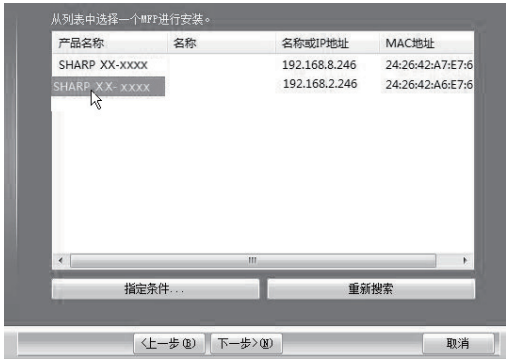 从列表中选择一个MFP进行安装。
产品名称 名称 名称或IP地址 MAC地址
SHARP XX-xxxx 192.168.8.246 24:26:42:A7:E7:6
SHARP XX- xxxx 192.168.2.246 24:26:42:A6:E7:6
指定条件... 重新搜索
<上一步(B) 下一步>(N) 取消